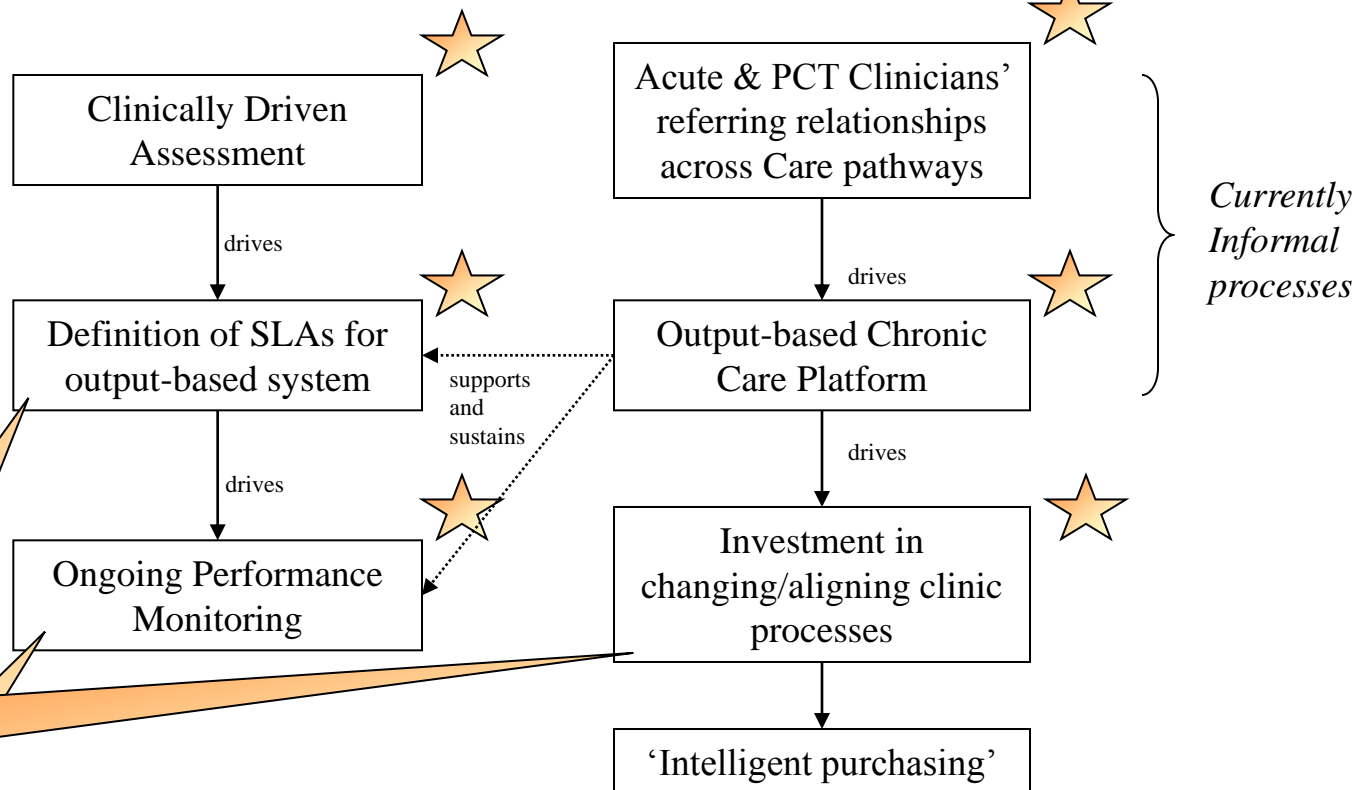 Clinically Driven
Assessment
drives
Definition of SLAs for
output-based system
drives
Ongoing Performance
Monitoring
supports
and
sustains
Acute & PCT Clinicians’
referring relationships
across Care pathways
drives
Output-based Chronic
Care Platform
drives
Investment in
changing/aligning clinic
processes
‘Intelligent purchasing’
Currently
Informal
processes